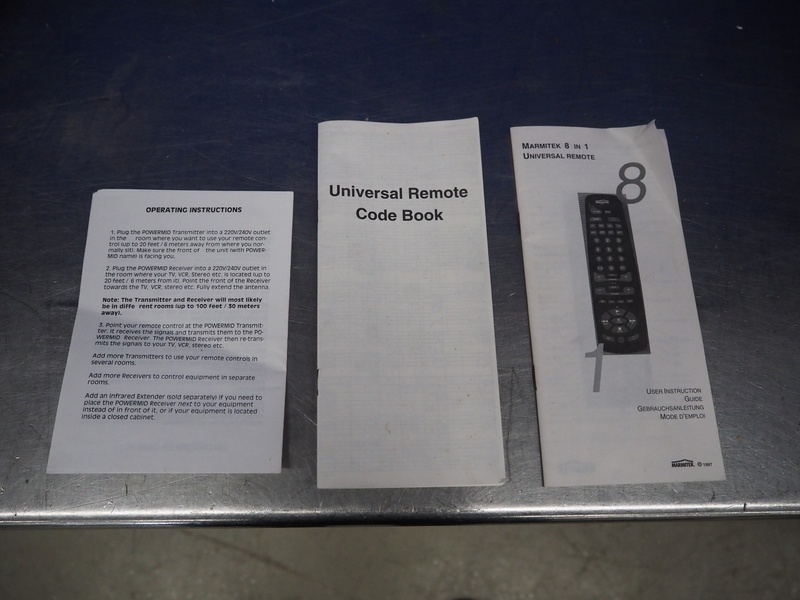 OPERATING INSTRUCTIONS
1. Plug the POWERMID Transmitter into a 220V/240V outlet
in the room where you want to use your remote con-
trol (up to 20 feet / 6 meters away from where you nor-
mally sit). Make sure the front of the unit (with POWER-
MID name) is facing you.
2. Plug the POWERMID Receiver into a 220V/240V outlet in
the room where your TV, VCR, Stereo etc. is located (up to
20 feet / 6 meters from it). Point the front of the Receiver
towards the TV, VCR, stereo etc. Fully extend the antenna.
Note: The Transmitter and Receiver will most likely
be in diffe rent rooms (up to 100 feet / 30 meters
away).
3. Point your remote control at the POWERMID Transmit-
ter. It receives the signals and transmits them to the PO-
WERMID Receiver. The POWERMID Receiver then re-trans-
mits the signals to your TV, VCR, stereo etc.
Add more Transmitters to use your remote controls in
several rooms.
Add more Receivers to control equipment in separate
rooms.
Add an Infrared Extender (sold separately) if you need to
place the POWERMID Receiver next to your equipment
instead of in front of it, or if your equipment is located
inside a closed cabinet.
Universal Remote
Code Book
MARMITEK 8 IN 1
UNIVERSAL REMOTE
8
1
USER INSTRUCTION
GUIDE
GEBRAUCHSANLEITUNG
MODE D'EMPLOI
MARMITEK © 1997